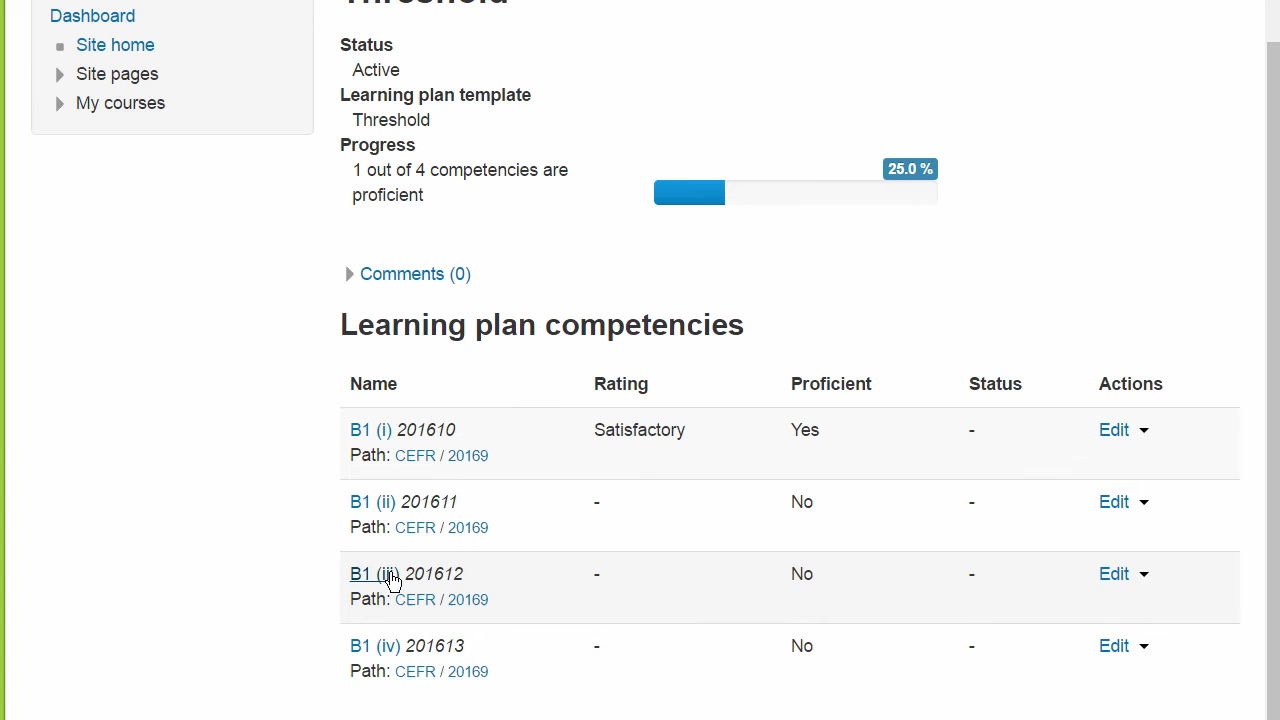 Threshold
Dashboard
Site home
Site pages
My courses
Status
Active
Learning plan template
Threshold
Progress
1 out of 4 competencies are
proficient
25.0 %
Comments (0)
Learning plan competencies
Name Rating Proficient Status Actions
B1 (i) 201610 Satisfactory Yes - Edit
Path: CEFR / 20169
B1 (ii) 201611 - No - Edit
Path: CEFR / 20169
B1 (iii) 201612 - No - Edit
Path: CEFR / 20169
B1 (iv) 201613 - No - Edit
Path: CEFR / 20169